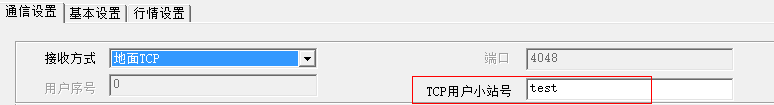 通信设置 基本设置 行情设置
接收方式 地面TCP 端口 4048
用户序号 0 TCP用户小站号 test